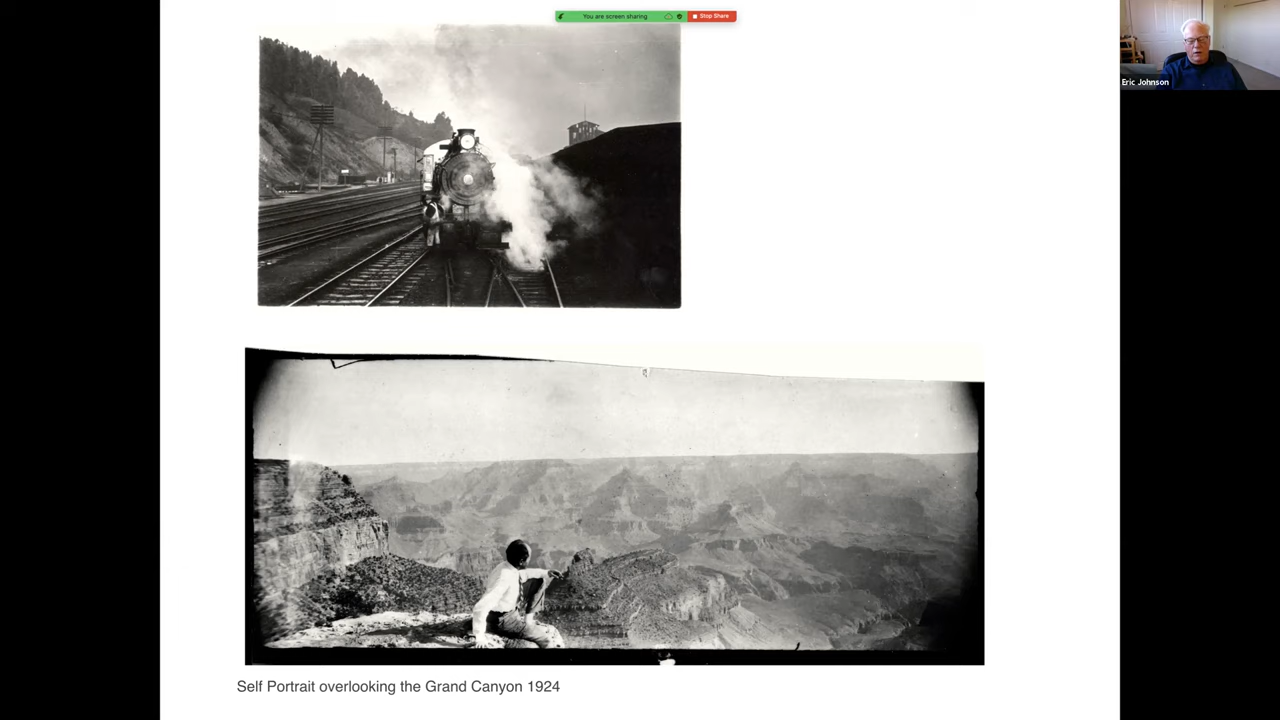 You are screen sharing
Stop Share
Eric Johnson
Self Portrait overlooking the Grand Canyon 1924